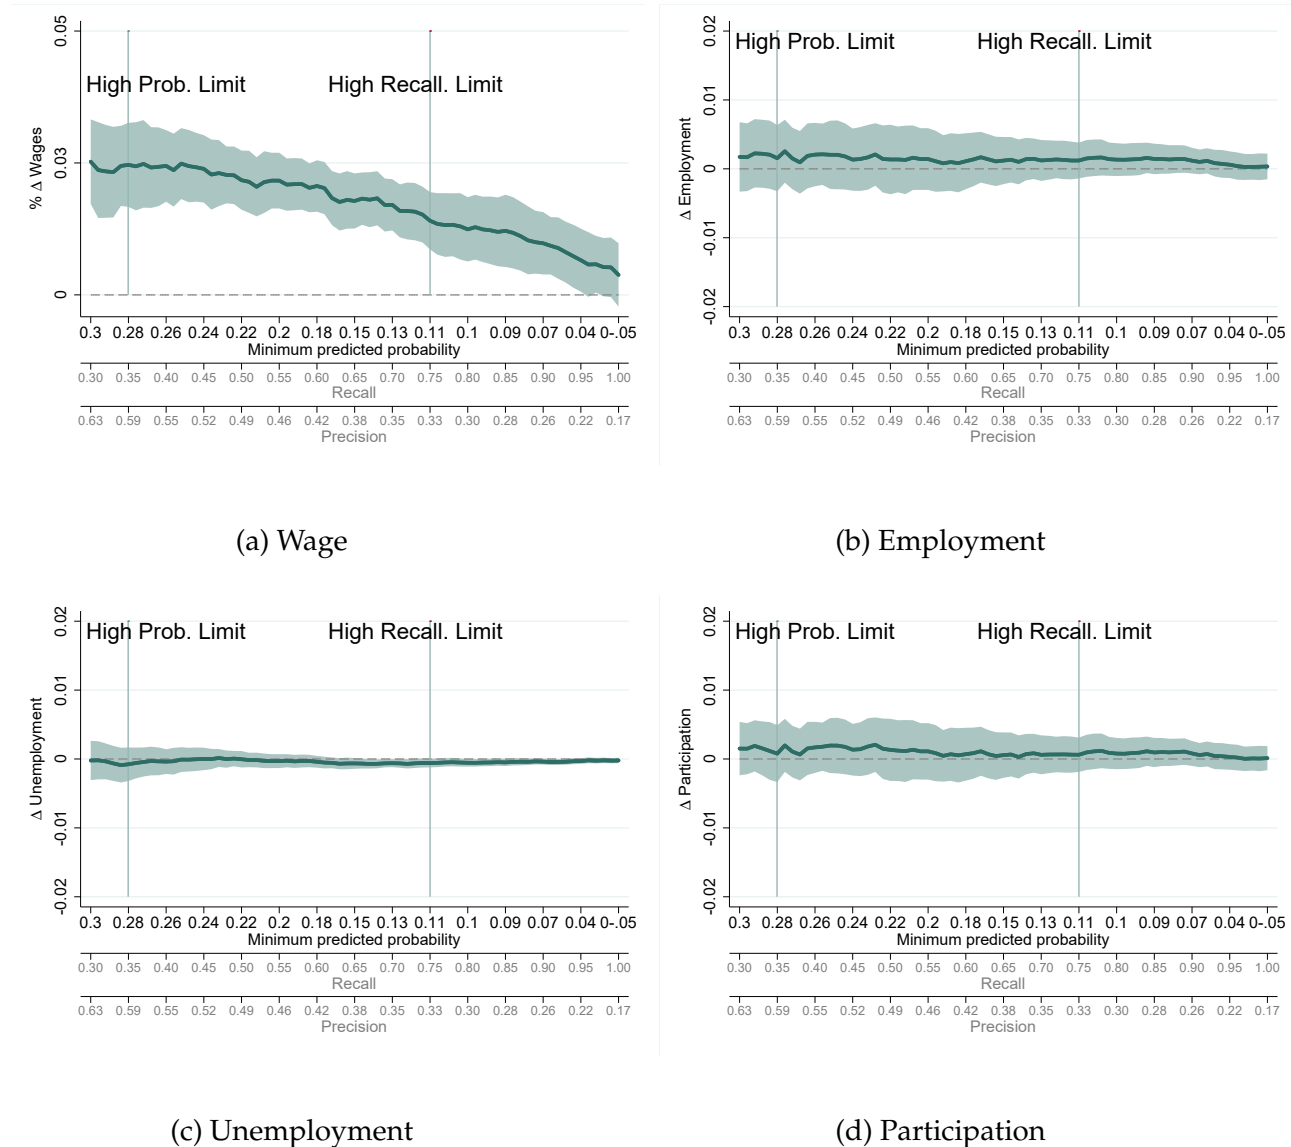 0.05
0.03
0
% Δ Wages
High Prob. Limit
High Recall. Limit
0.3 0.28 0.26 0.24 0.22 0.2 0.18 0.15 0.13 0.11 0.1 0.09 0.07 0.04 0-.05
Minimum predicted probability
0.30 0.35 0.40 0.45 0.50 0.55 0.60 0.65 0.70 0.75 0.80 0.85 0.90 0.95 1.00
Recall
0.63 0.59 0.55 0.52 0.49 0.46 0.42 0.38 0.35 0.33 0.30 0.28 0.26 0.22 0.17
Precision
(a) Wage
0.02
0.01
0
-0.01
-0.02
Δ Employment
High Prob. Limit
High Recall. Limit
0.3 0.28 0.26 0.24 0.22 0.2 0.18 0.15 0.13 0.11 0.1 0.09 0.07 0.04 0-.05
Minimum predicted probability
0.30 0.35 0.40 0.45 0.50 0.55 0.60 0.65 0.70 0.75 0.80 0.85 0.90 0.95 1.00
Recall
0.63 0.59 0.55 0.52 0.49 0.46 0.42 0.38 0.35 0.33 0.30 0.28 0.26 0.22 0.17
Precision
(b) Employment
0.02
0.01
0
-0.01
-0.02
Δ Unemployment
High Prob. Limit
High Recall. Limit
0.3 0.28 0.26 0.24 0.22 0.2 0.18 0.15 0.13 0.11 0.1 0.09 0.07 0.04 0-.05
Minimum predicted probability
0.30 0.35 0.40 0.45 0.50 0.55 0.60 0.65 0.70 0.75 0.80 0.85 0.90 0.95 1.00
Recall
0.63 0.59 0.55 0.52 0.49 0.46 0.42 0.38 0.35 0.33 0.30 0.28 0.26 0.22 0.17
Precision
(c) Unemployment
0.02
0.01
0
-0.01
-0.02
Δ Participation
High Prob. Limit
High Recall. Limit
0.3 0.28 0.26 0.24 0.22 0.2 0.18 0.15 0.13 0.11 0.1 0.09 0.07 0.04 0-.05
Minimum predicted probability
0.30 0.35 0.40 0.45 0.50 0.55 0.60 0.65 0.70 0.75 0.80 0.85 0.90 0.95 1.00
Recall
0.63 0.59 0.55 0.52 0.49 0.46 0.42 0.38 0.35 0.33 0.30 0.28 0.26 0.22 0.17
Precision
(d) Participation